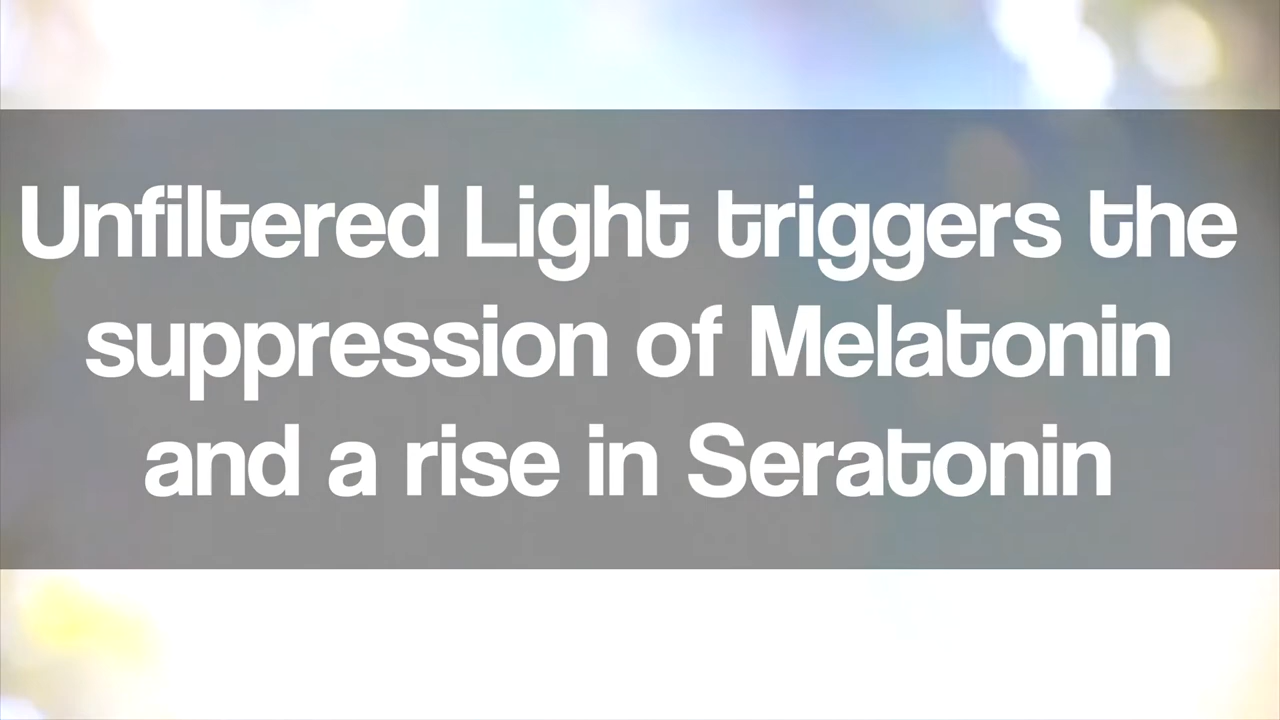 Unfiltered Light triggers the
suppression of Melatonin
and a rise in Seratonin